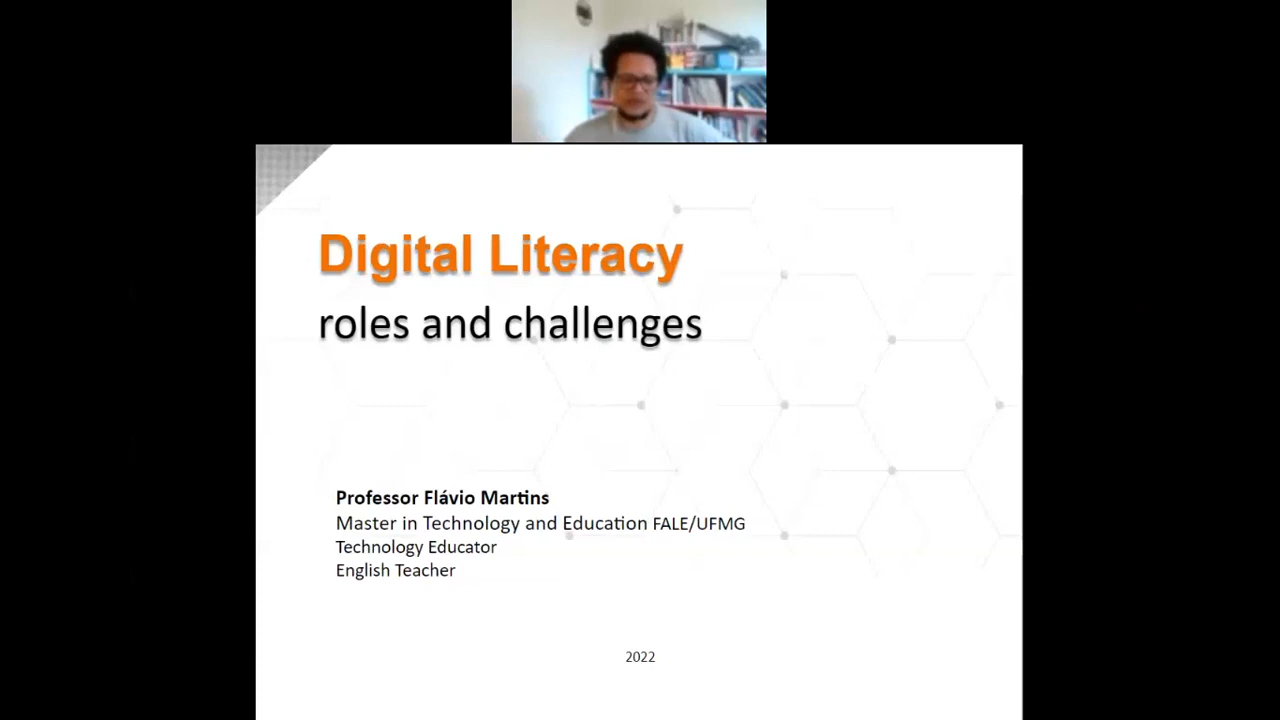 Digital Literacy
roles and challenges
Professor Flávio Martins
Master in Technology and Education FALE/UFMG
Technology Educator
English Teacher
2022